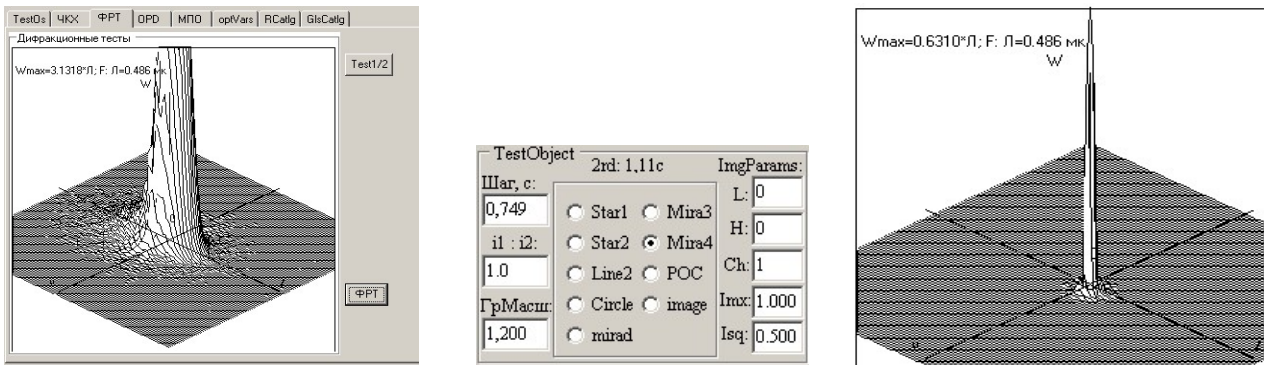 TestOs ЧКХ ФРТ OPD МПО optVars RCatlg GlsCatlg
Дифракционные тесты
Wmax=3.1318*Л; F: Л=0.486 мк
W
Test1/2
ФРТ
TestObject
2rd: 1,11c
ImgParams:
Шаг, с:
0,749
i1 : i2:
1.0
ГрМасш:
1,200
Star1
Mira3
Star2
Mira4
Line2
POC
Circle
image
mirad
L: 0
H: 0
Ch: 1
Imx: 1.000
Isq: 0.500
Wmax=0.6310*Л; F: Л=0.486 мк
W